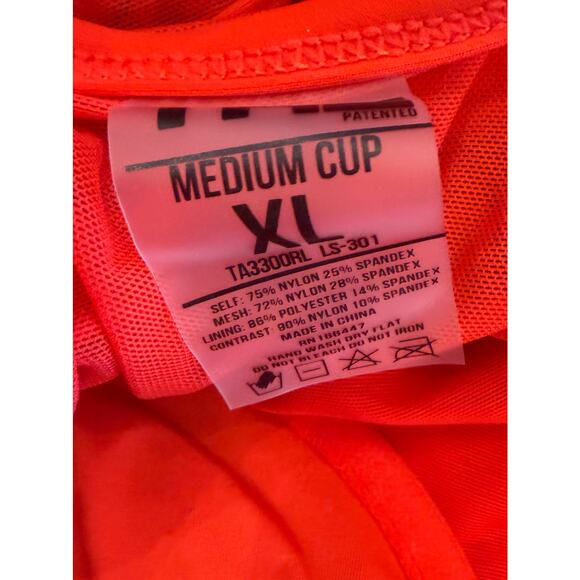 PATENTED
MEDIUM CUP
XL
TA3300RL LS-301
SELF: 75% NYLON 25% SPANDEX
MESH: 72% NYLON 28% SPANDEX
LINING: 86% POLYESTER 14% SPANDEX
CONTRAST: 90% NYLON 10% SPANDEX
MADE IN CHINA
RN166447
HAND WASH DRY FLAT
DO NOT BLEACH DO NOT IRON